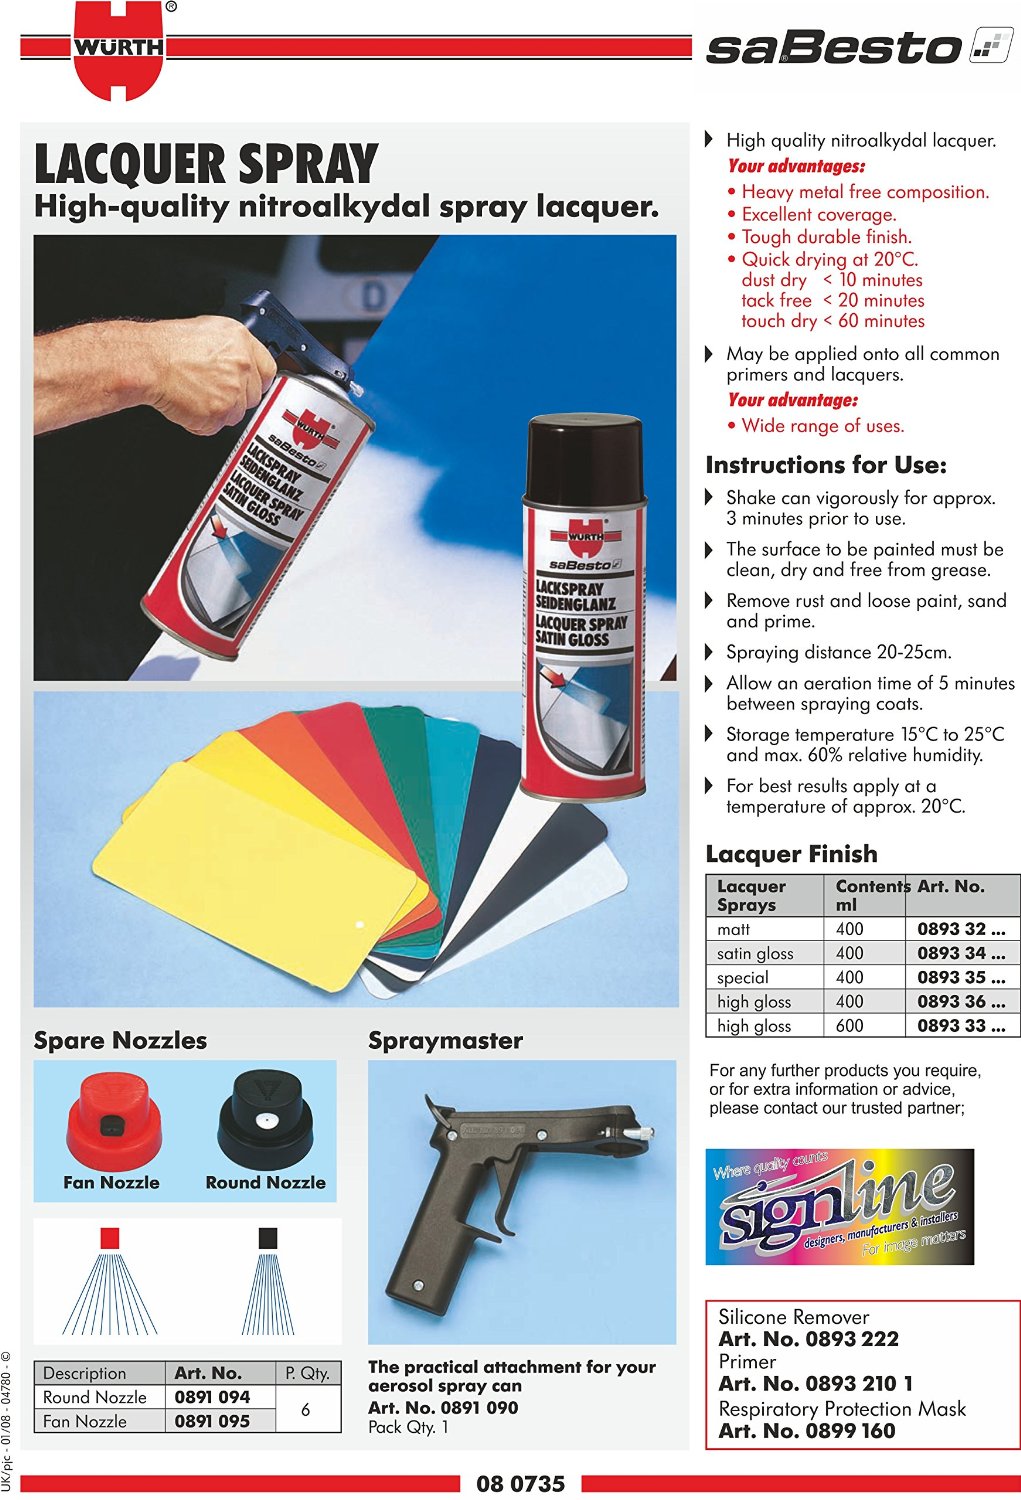 WÜRTH
®
saBesto
®
LACQUER SPRAY
High-quality nitroalkydal spray lacquer.
D
WÜRTH
saBesto
LACKSPRAY
SEIDENGLANZ
LACQUER SPRAY
SATIN GLOSS
WÜRTH
saBesto
LACKSPRAY
SEIDENGLANZ
LACQUER SPRAY
SATIN GLOSS
Spare Nozzles
Fan Nozzle
Round Nozzle
Description Art. No. P. Qty.
Round Nozzle 0891 094 6
Fan Nozzle 0891 095
Spraymaster
The practical attachment for your
aerosol spray can
Art. No. 0891 090
Pack Qty. 1
High quality nitroalkydal lacquer.
Your advantages:
• Heavy metal free composition.
• Excellent coverage.
• Tough durable finish.
• Quick drying at 20°C.
dust dry < 10 minutes
tack free < 20 minutes
touch dry < 60 minutes
May be applied onto all common
primers and lacquers.
Your advantage:
• Wide range of uses.
Instructions for Use:
Shake can vigorously for approx.
3 minutes prior to use.
The surface to be painted must be
clean, dry and free from grease.
Remove rust and loose paint, sand
and prime.
Spraying distance 20-25cm.
Allow an aeration time of 5 minutes
between spraying coats.
Storage temperature 15°C to 25°C
and max. 60% relative humidity.
For best results apply at a
temperature of approx. 20°C.
Lacquer Finish
Lacquer Contents Art. No.
Sprays ml
matt 400 0893 32 ...
satin gloss 400 0893 34 ...
special 400 0893 35 ...
high gloss 400 0893 36 ...
high gloss 600 0893 33 ...
For any further products you require,
or for extra information or advice,
please contact our trusted partner;
Where quality counts
signline
designers, manufacturers & installers
For image matters
Silicone Remover
Art. No. 0893 222
Primer
Art. No. 0893 210 1
Respiratory Protection Mask
Art. No. 0899 160
UK/pjc - 01/08 - 04780 - ©
08 0735